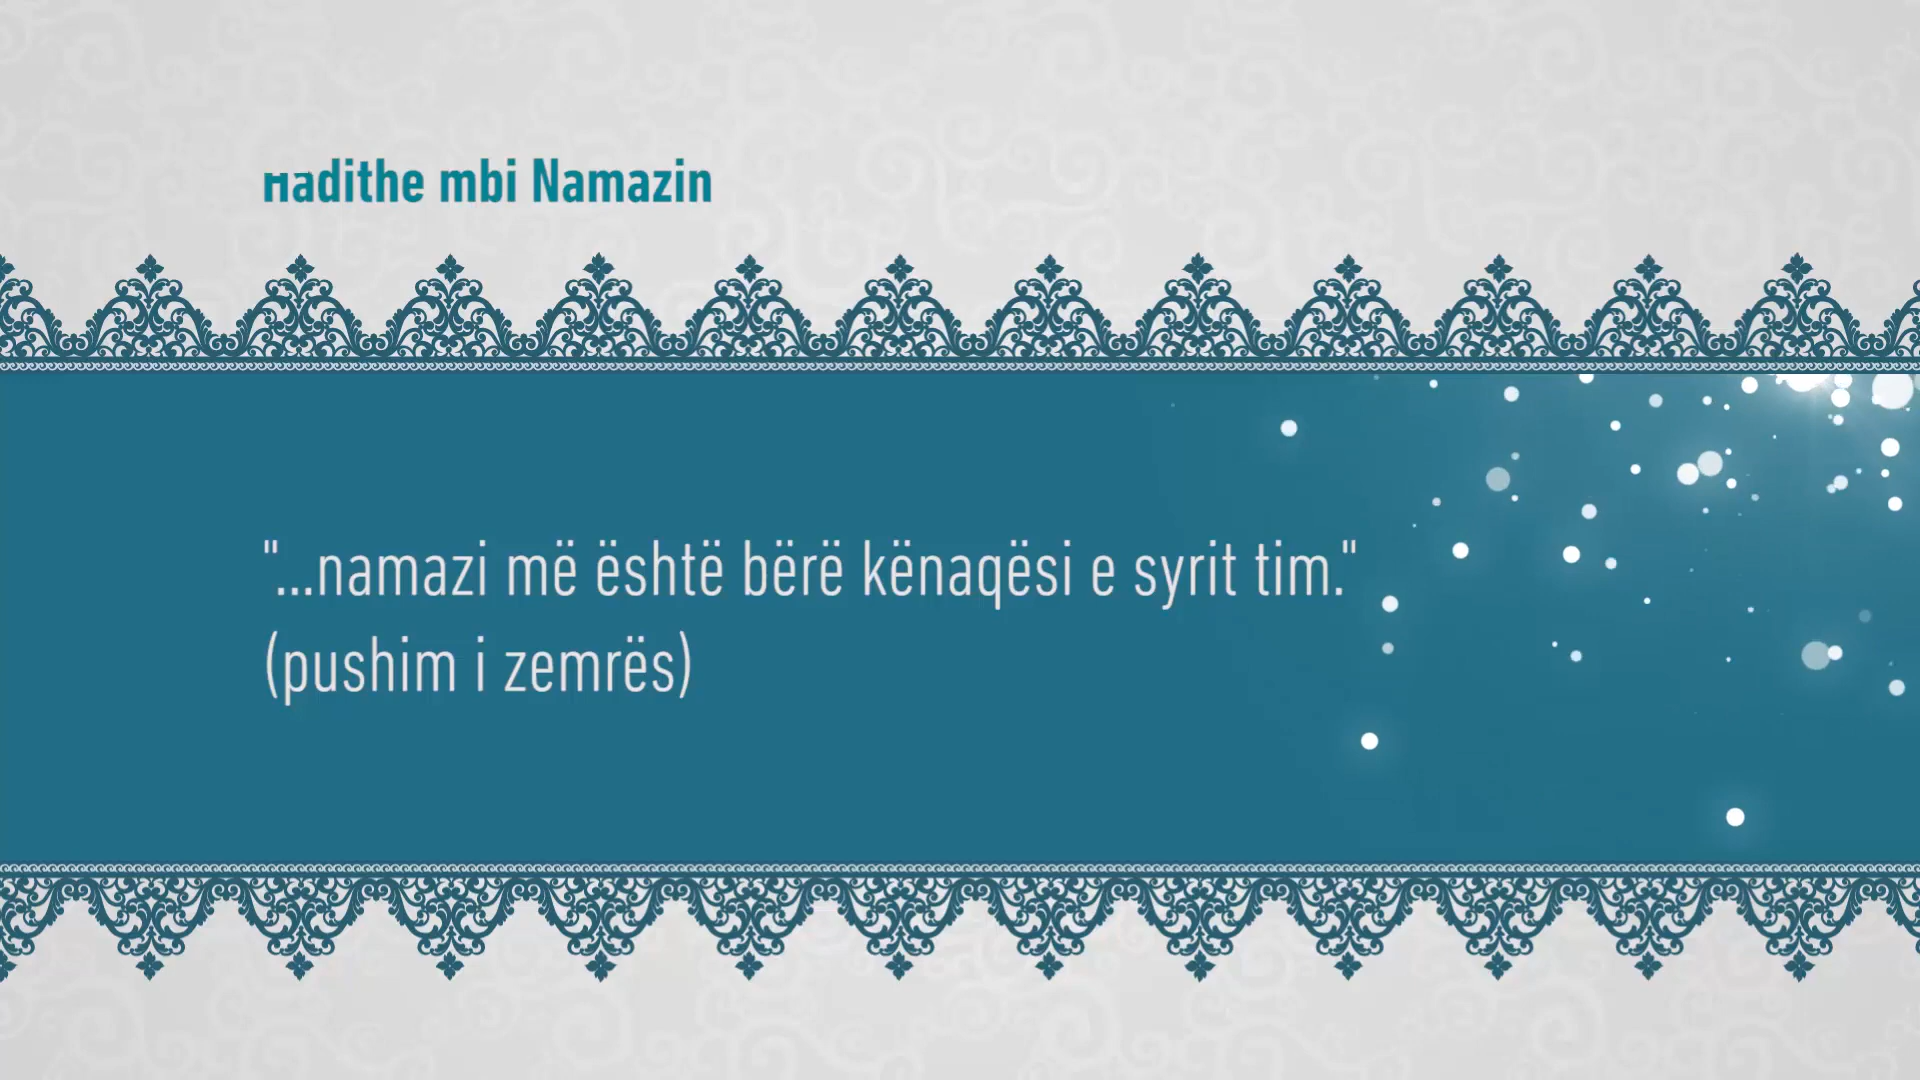 Hadithe mbi Namazin
"...namazi më është bërë kënaqësi e syrit tim."
(pushim i zemrës)